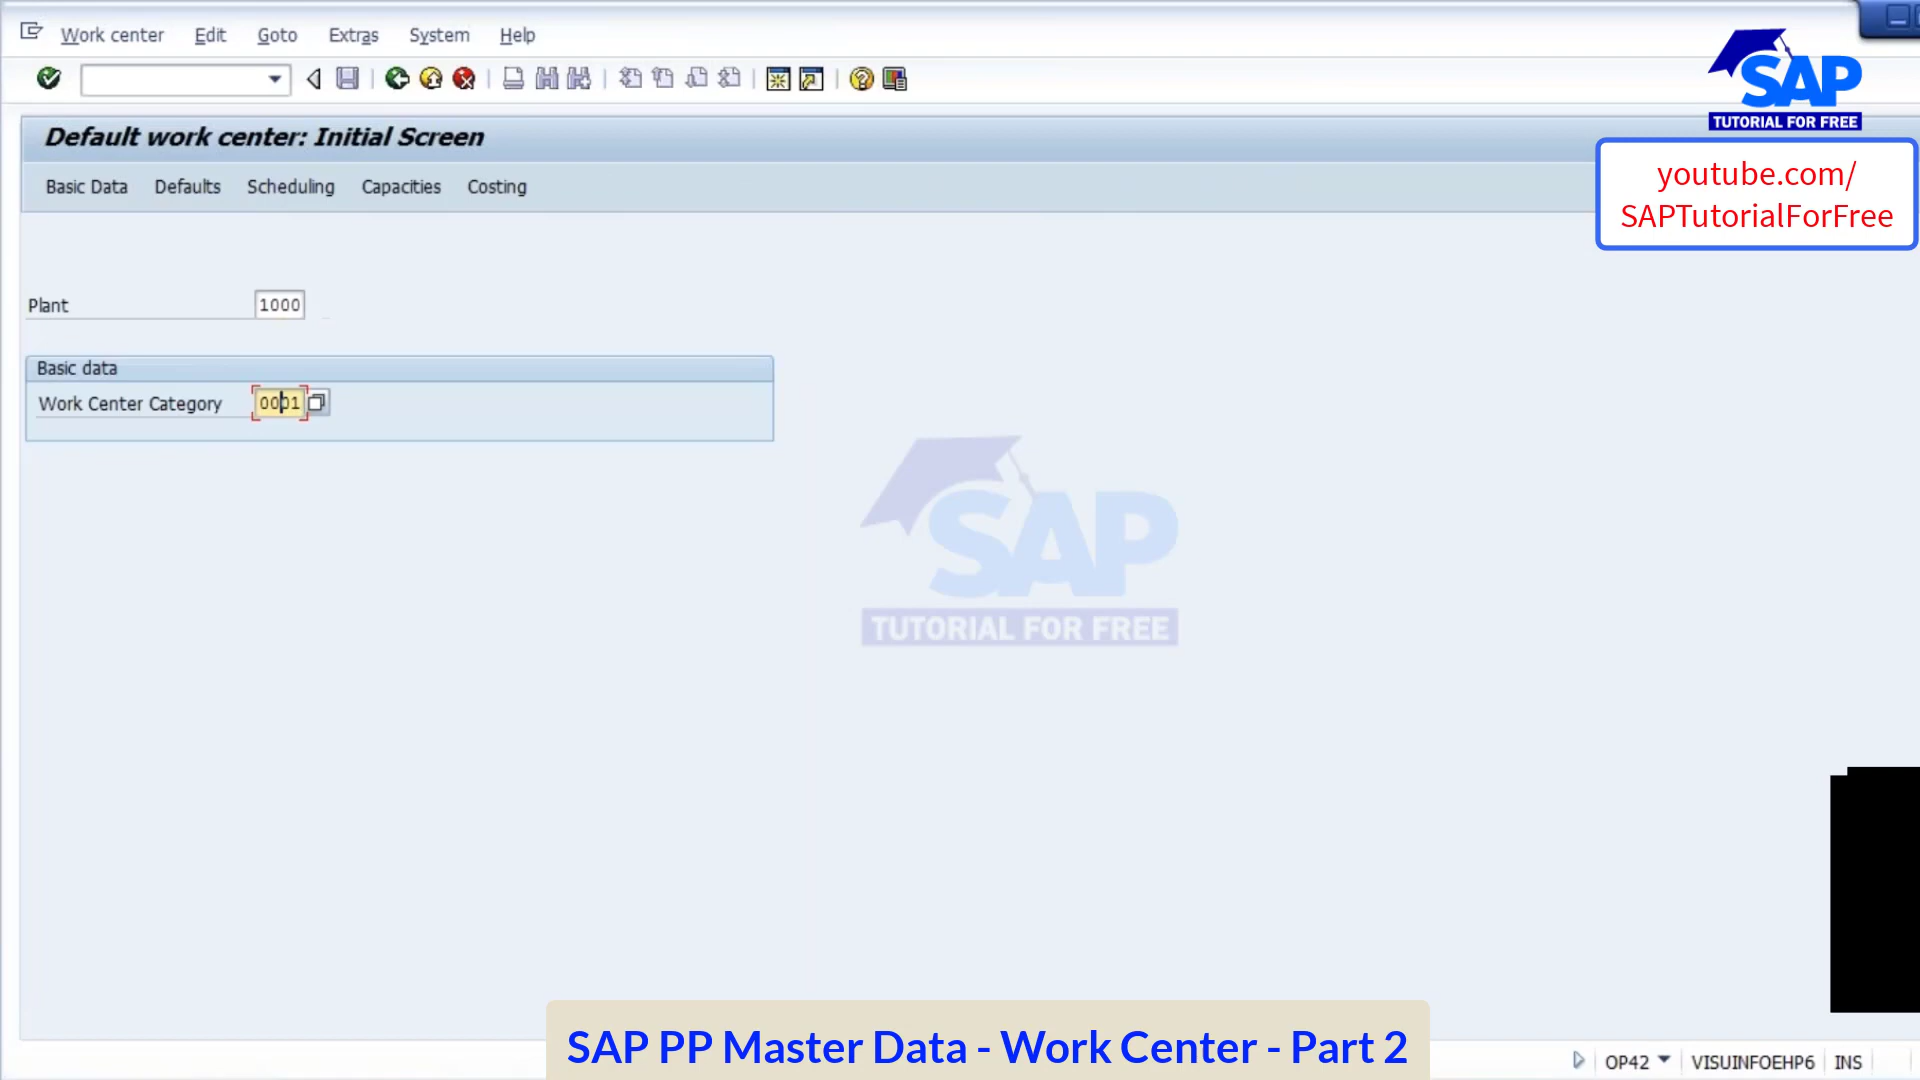 Work center Edit Goto Extras System Help
SAP
TUTORIAL FOR FREE
Default work center: Initial Screen
youtube.com/
SAPTutorialForFree
Basic Data Defaults Scheduling Capacities Costing
Plant 1000
Basic data
Work Center Category 0001
SAP
TUTORIAL FOR FREE
SAP PP Master Data - Work Center - Part 2
OP42 VISUINFOEHP6 INS